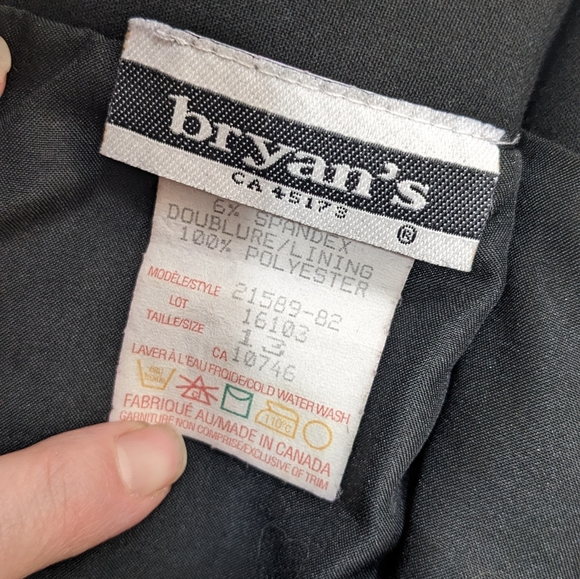 bryan's
CA 45173
®
6% SPANDEX
DOUBLURE/LINING
100% POLYESTER
MODÈLE/STYLE 21589-82
LOT 16103
TAILLE/SIZE 13
CA 10746
LAVER À L'EAU FROIDE/COLD WATER WASH
110°C
FABRIQUÉ AU/MADE IN CANADA
GARNITURE NON COMPRISE/EXCLUSIVE OF TRIM